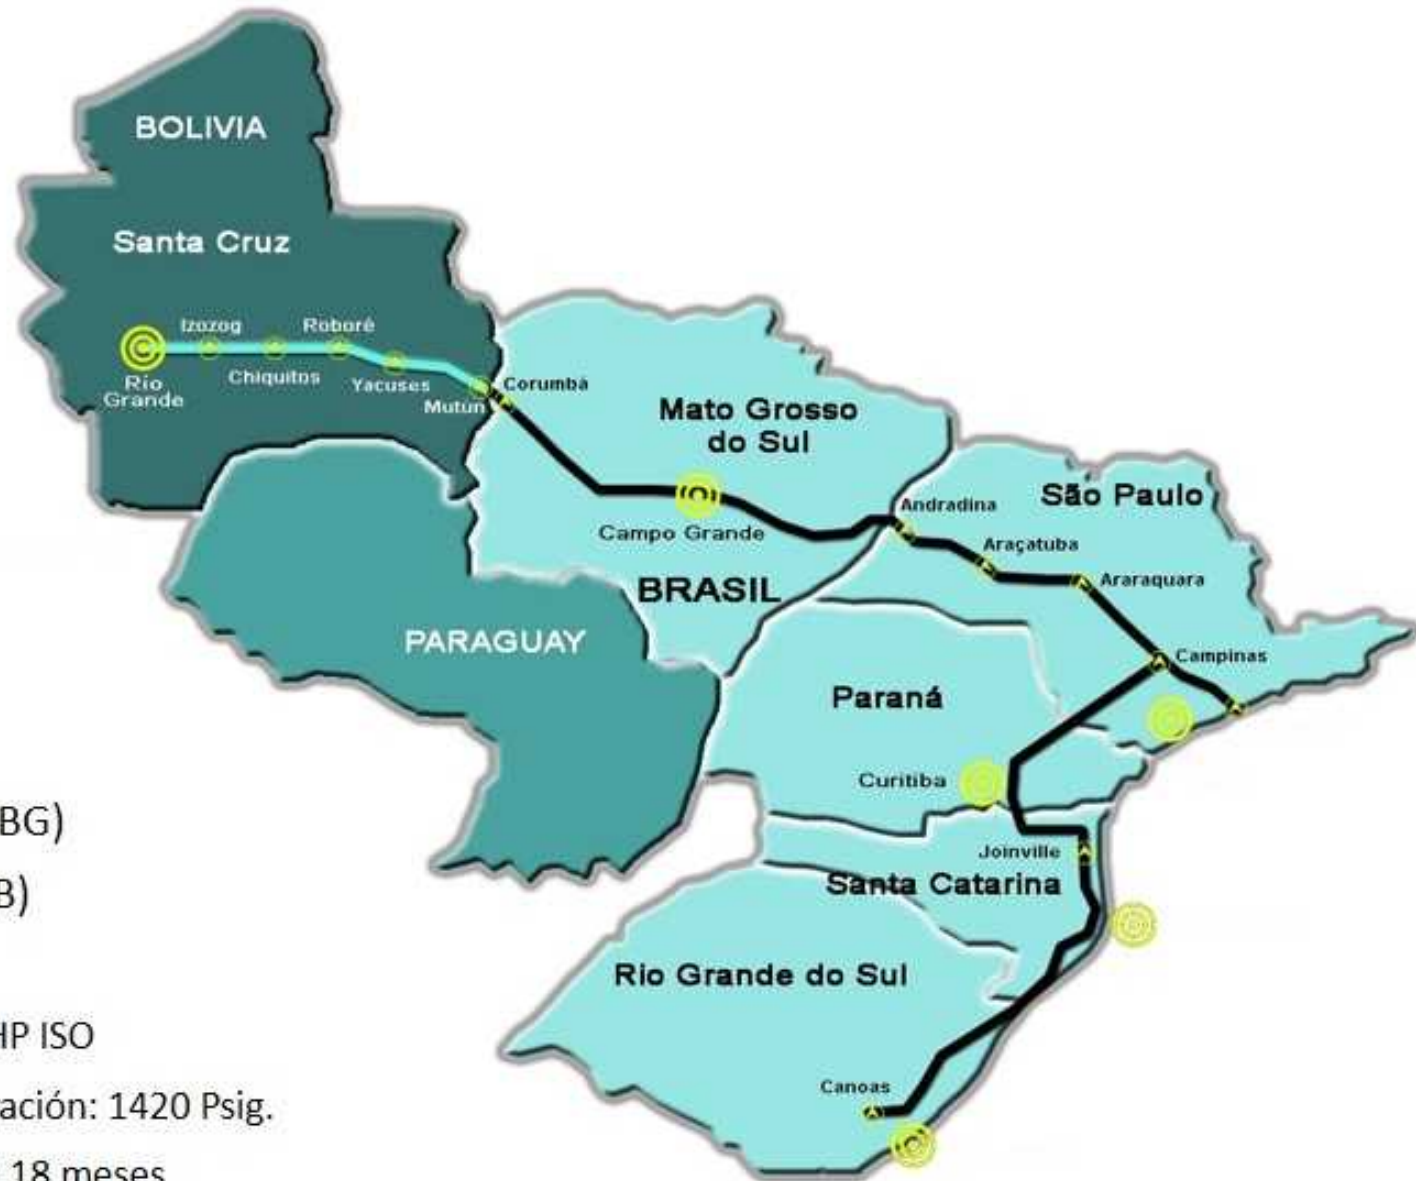 BOLIVIA
Santa Cruz
Izozog
Roboré
Rio
Grande
Chiquitos
Yacuses
Mutún
Corumbá
Mato Grosso
do Sul
Campo Grande
Andradina
São Paulo
Araçatuba
Araraquara
BRASIL
PARAGUAY
Campinas
Paraná
Curitiba
Joinville
Santa Catarina
Rio Grande do Sul
Canoas
BG)
B)
HP ISO
ación: 1420 Psig.
18 meses